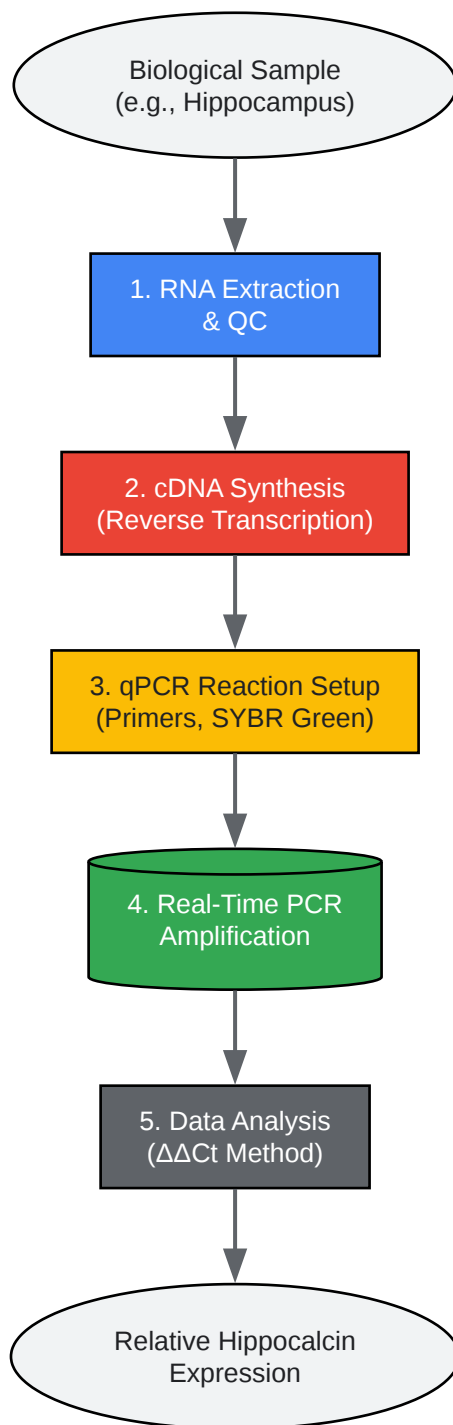 Biological Sample
(e.g., Hippocampus)
1. RNA Extraction
& QC
2. cDNA Synthesis
(Reverse Transcription)
3. qPCR Reaction Setup
(Primers, SYBR Green)
4. Real-Time PCR
Amplification
5. Data Analysis
(ΔΔCt Method)
Relative Hippocalcin
Expression